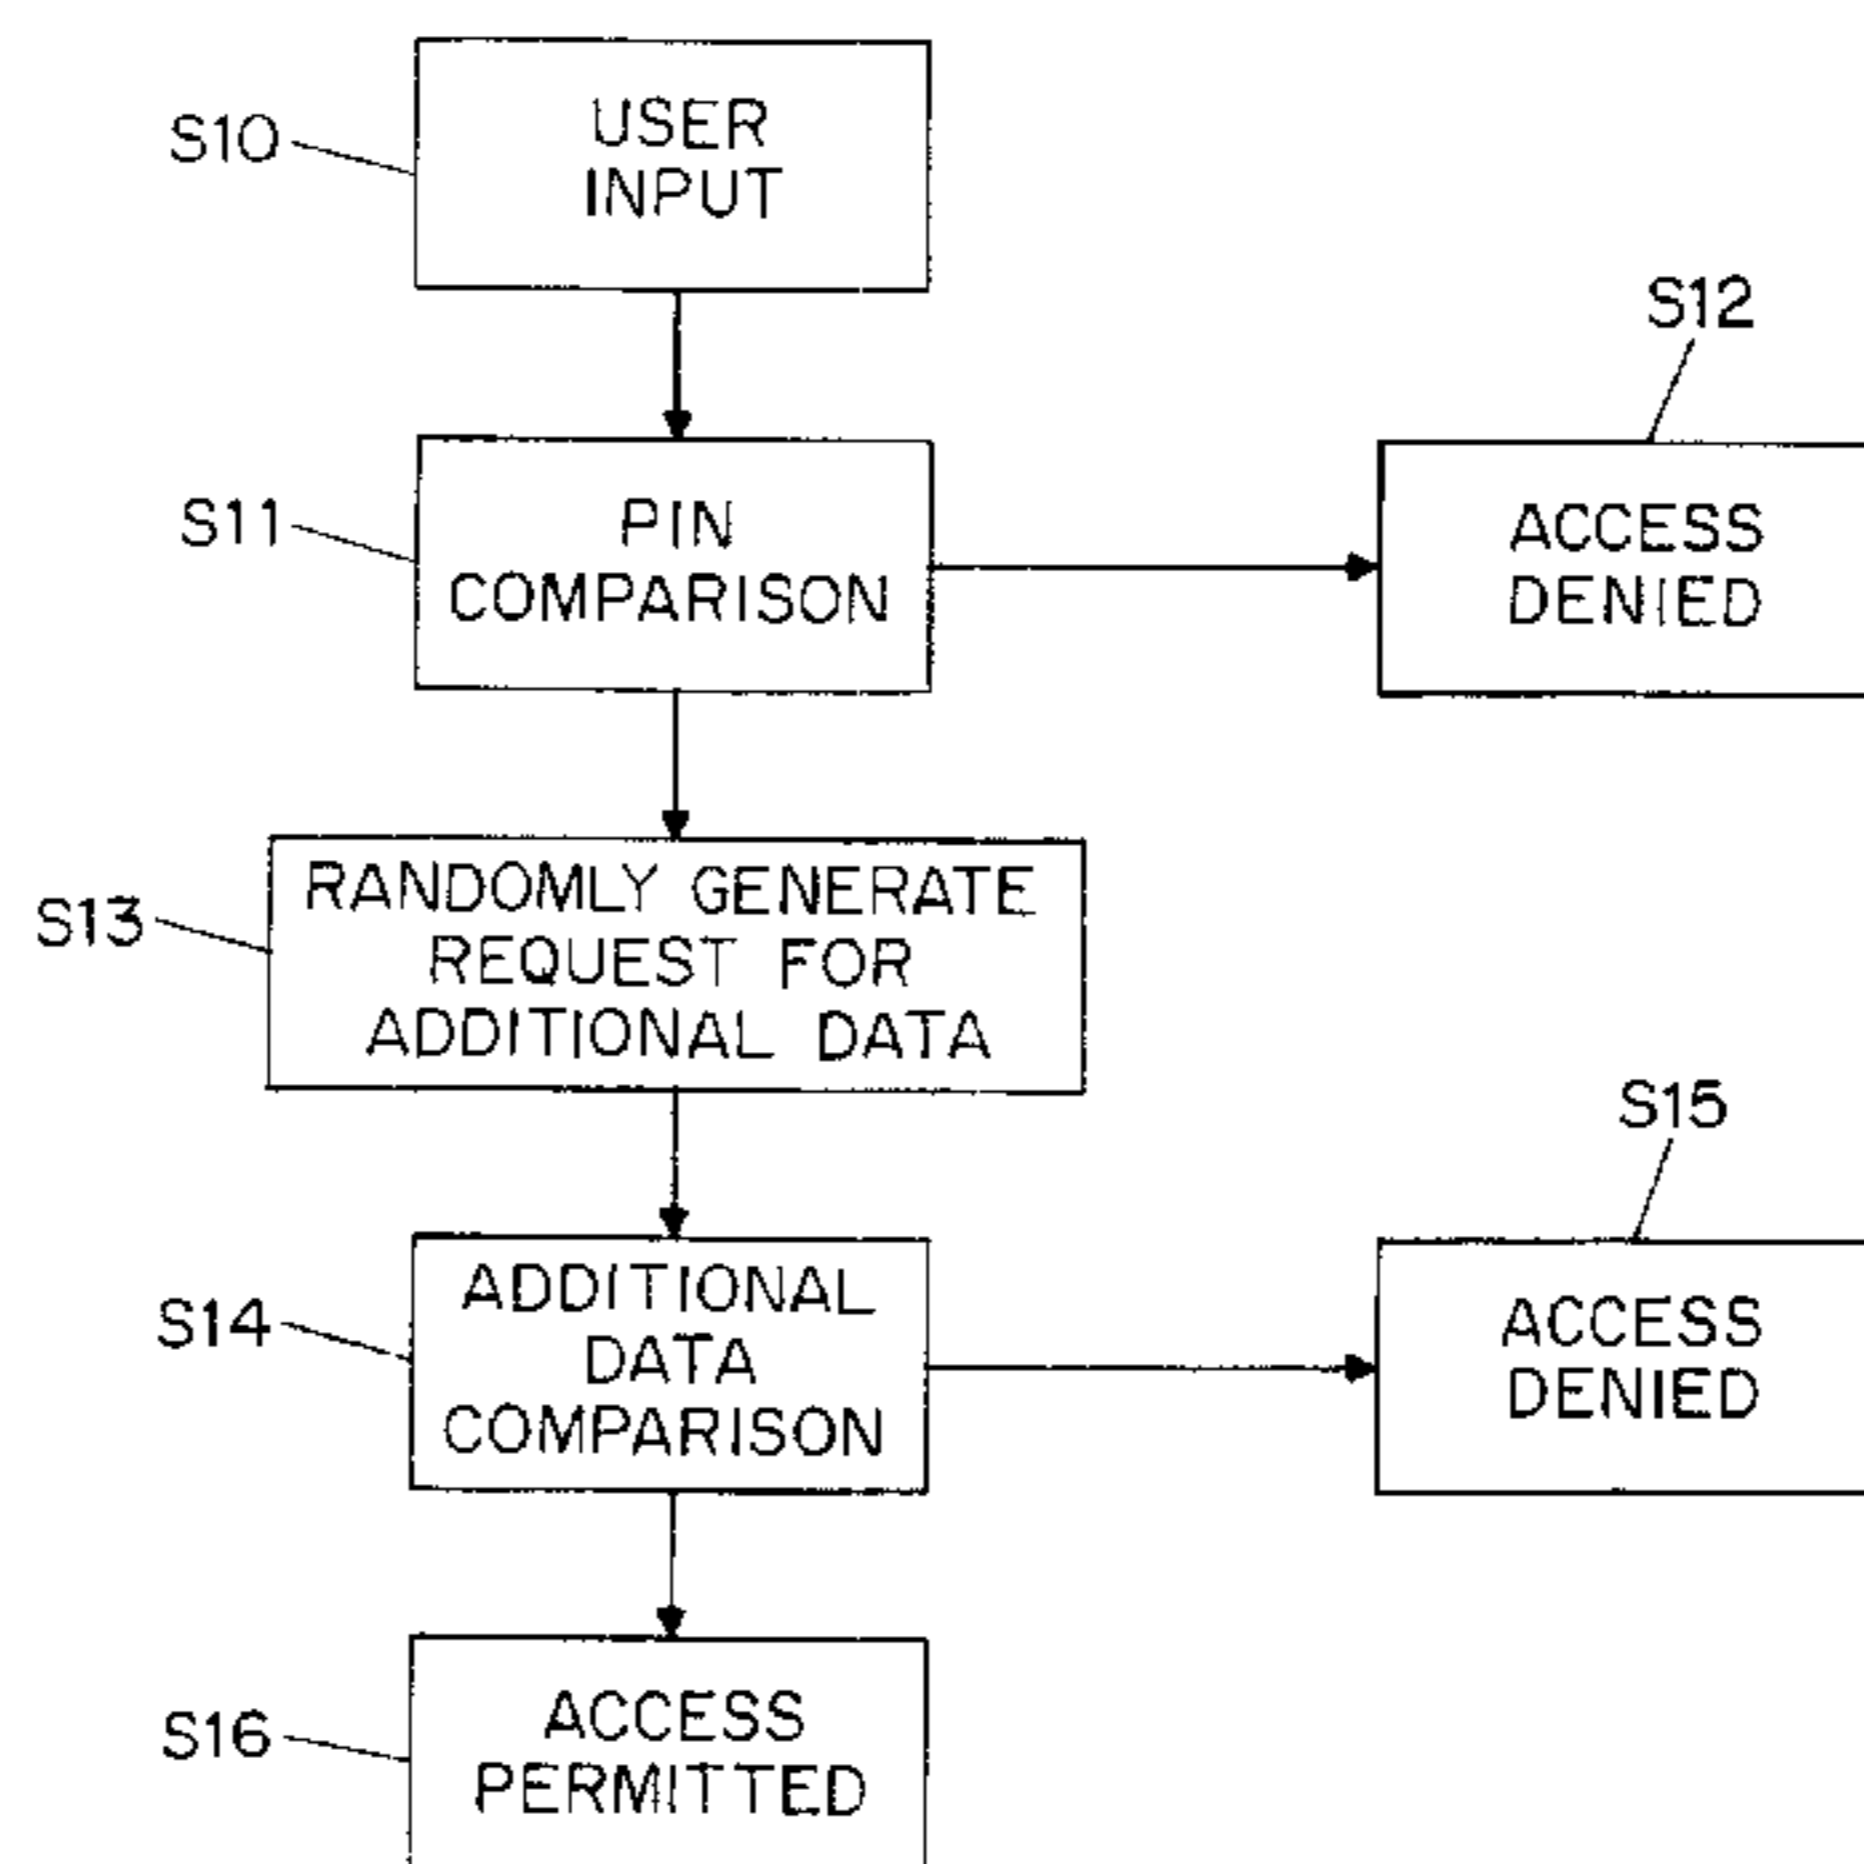 S10
USER
INPUT
S12
S11
PIN
COMPARISON
ACCESS
DENIED
S13
RANDOMLY GENERATE
REQUEST FOR
ADDITIONAL DATA
S15
S14
ADDITIONAL
DATA
COMPARISON
ACCESS
DENIED
S16
ACCESS
PERMITTED